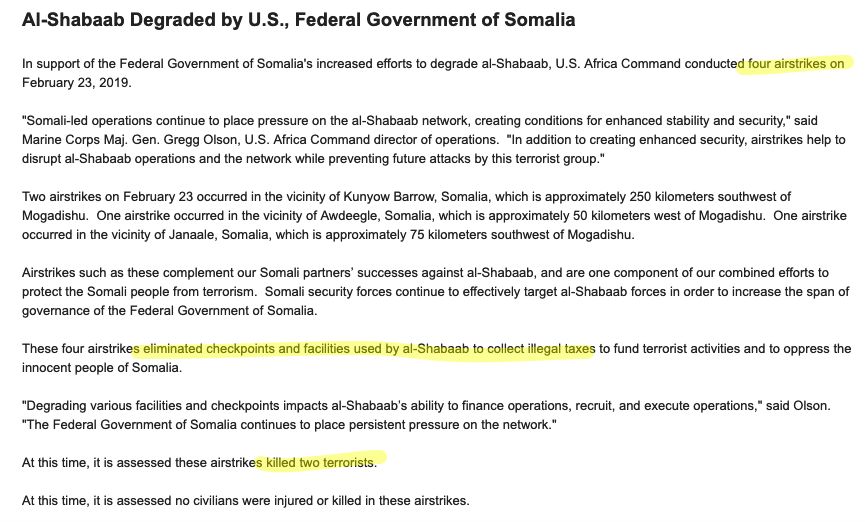 Al-Shabaab Degraded by U.S., Federal Government of Somalia
In support of the Federal Government of Somalia's increased efforts to degrade al-Shabaab, U.S. Africa Command conducted four airstrikes on
February 23, 2019.
"Somali-led operations continue to place pressure on the al-Shabaab network, creating conditions for enhanced stability and security," said
Marine Corps Maj. Gen. Gregg Olson, U.S. Africa Command director of operations.  "In addition to creating enhanced security, airstrikes help to
disrupt al-Shabaab operations and the network while preventing future attacks by this terrorist group."
Two airstrikes on February 23 occurred in the vicinity of Kunyow Barrow, Somalia, which is approximately 250 kilometers southwest of
Mogadishu.  One airstrike occurred in the vicinity of Awdeegle, Somalia, which is approximately 50 kilometers west of Mogadishu.  One airstrike
occurred in the vicinity of Janaale, Somalia, which is approximately 75 kilometers southwest of Mogadishu.
Airstrikes such as these complement our Somali partners' successes against al-Shabaab, and are one component of our combined efforts to
protect the Somali people from terrorism.  Somali security forces continue to effectively target al-Shabaab forces in order to increase the span of
governance of the Federal Government of Somalia.
These four airstrikes eliminated checkpoints and facilities used by al-Shabaab to collect illegal taxes to fund terrorist activities and to oppress the
innocent people of Somalia.
"Degrading various facilities and checkpoints impacts al-Shabaab's ability to finance operations, recruit, and execute operations," said Olson.
"The Federal Government of Somalia continues to place persistent pressure on the network."
At this time, it is assessed these airstrikes killed two terrorists.
At this time, it is assessed no civilians were injured or killed in these airstrikes.